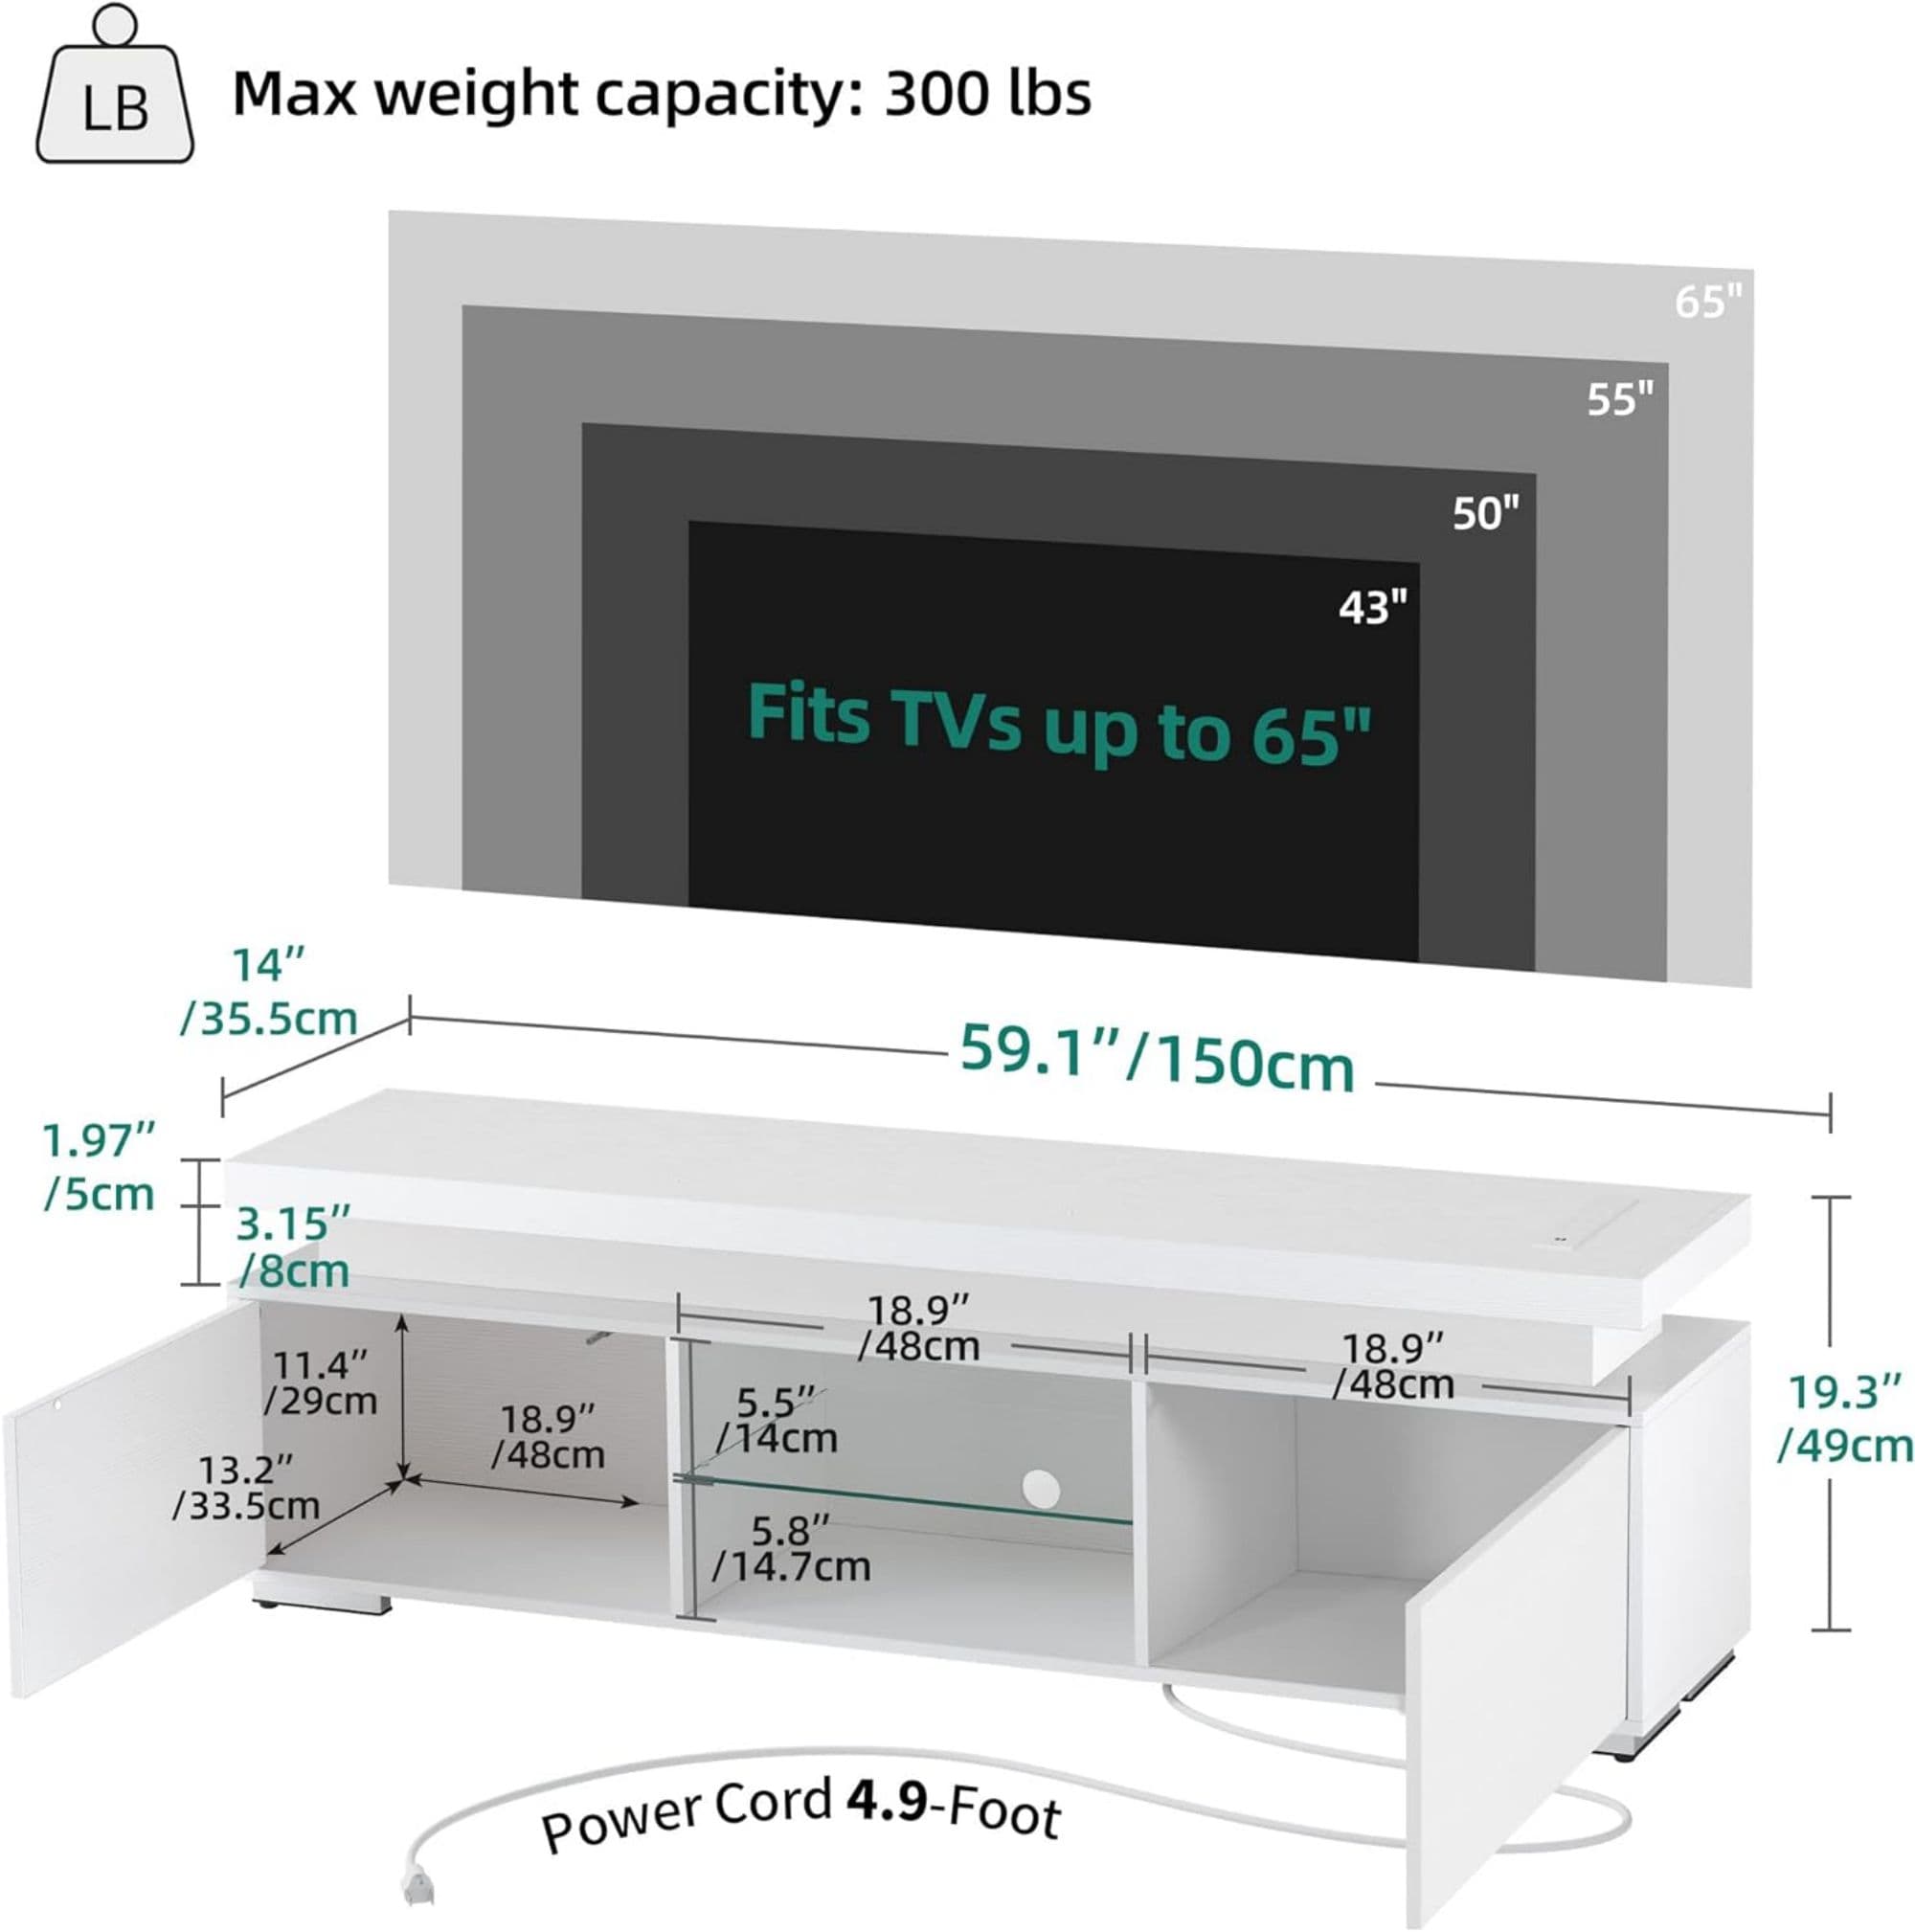 LB
Max weight capacity: 300 lbs
65"
55"
50"
43"
Fits TVs up to 65"
14″
/35.5cm
59.1″/150cm
1.97″
/5cm
3.15″
/8cm
18.9″
/48cm
18.9″
/48cm
11.4″
/29cm
18.9″
/48cm
5.5″
/14cm
19.3″
/49cm
13.2″
/33.5cm
5.8″
/14.7cm
Power Cord 4.9-Foot